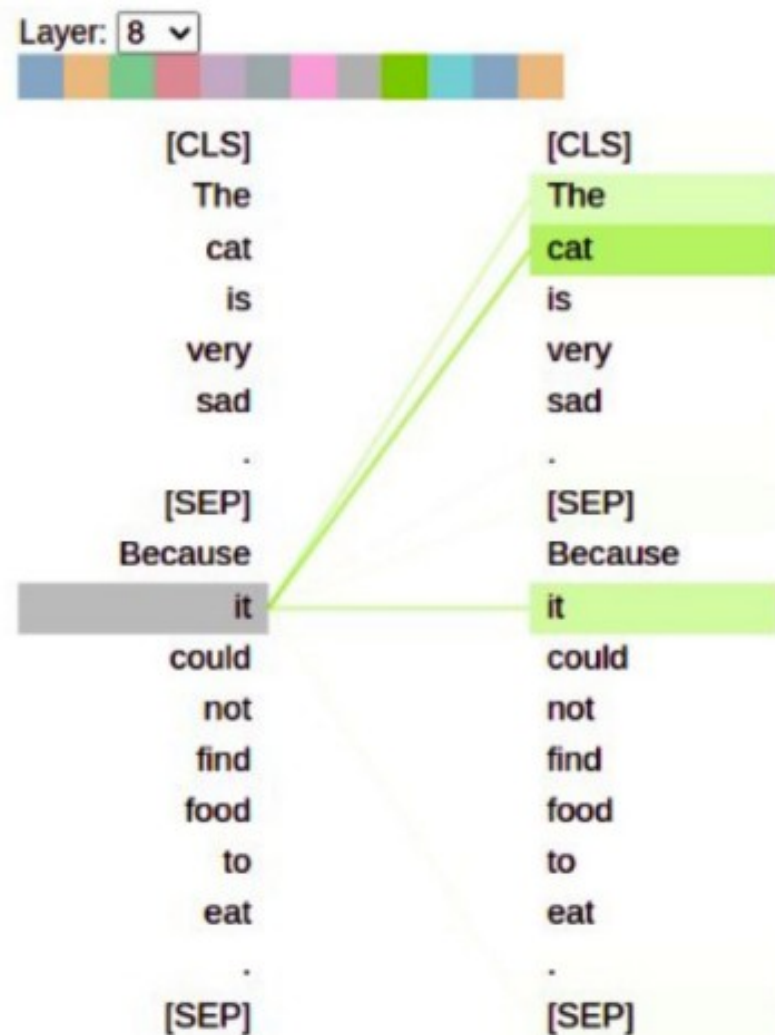 Layer: 8
[CLS] [CLS]
The The
cat cat
is is
very very
sad sad
. .
[SEP] [SEP]
Because Because
it it
could could
not not
find find
food food
to to
eat eat
. .
[SEP] [SEP]